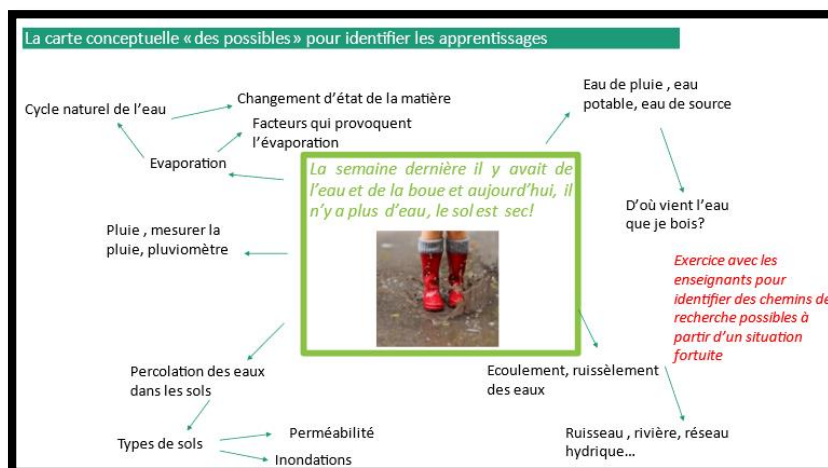 La carte conceptuelle « des possibles » pour identifier les apprentissages
Cycle naturel de l'eau
Changement d'état de la matière
Facteurs qui provoquent
l'évaporation
Evaporation
Eau de pluie , eau
potable, eau de source
La semaine dernière il y avait de
l'eau et de la boue et aujourd'hui, il
n'y a plus d'eau, le sol est sec!
D'où vient l'eau
que je bois?
Pluie , mesurer la
pluie, pluviomètre
Exercice avec les
enseignants pour
identifier des chemins de
recherche possibles à
partir d'un situation
fortuite
Percolation des eaux
dans les sols
Ecoulement, ruissèlement
des eaux
Types de sols
Perméabilité
Inondations
Ruisseau , rivière, réseau
hydrique...